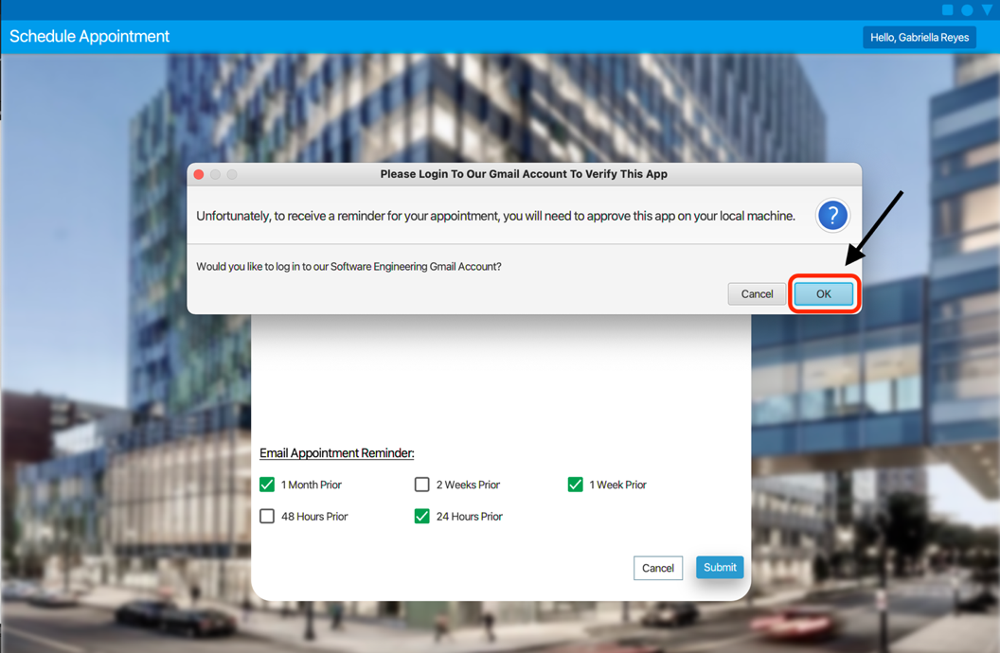 Schedule Appointment
Hello, Gabriella Reyes
Please Login To Our Gmail Account To Verify This App
Unfortunately, to receive a reminder for your appointment, you will need to approve this app on your local machine.
?
Would you like to log in to our Software Engineering Gmail Account?
Cancel OK
Email Appointment Reminder:
1 Month Prior 2 Weeks Prior 1 Week Prior
48 Hours Prior 24 Hours Prior
Cancel Submit